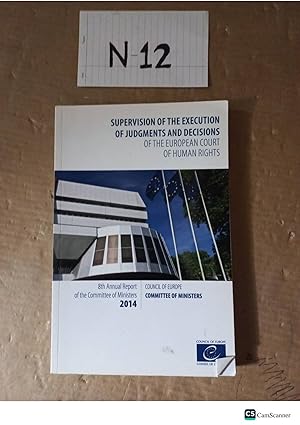 N-12
SUPERVISION OF THE EXECUTION
OF JUDGMENTS AND DECISIONS
OF THE EUROPEAN COURT
OF HUMAN RIGHTS
8th Annual Report
of the Committee of Ministers
2014
COUNCIL OF EUROPE
COMMITTEE OF MINISTERS
COUNCIL OF EUROPE
CS CamScanner